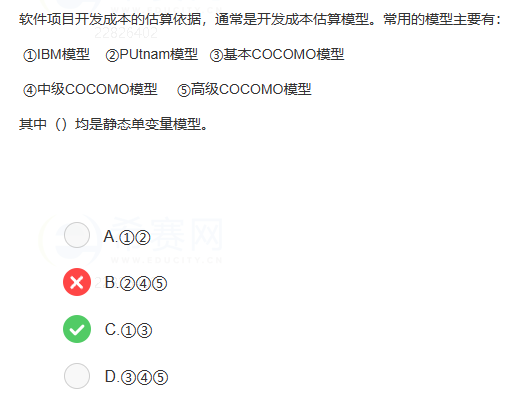 软件项目开发成本的估算依据，通常是开发成本估算模型。常用的模型主要有：
①IBM模型 ②PUtnam模型 ③基本COCOMO模型
④中级COCOMO模型 ⑤高级COCOMO模型
其中（）均是静态单变量模型。
A.①②
B.②④⑤
C.①③
D.③④⑤